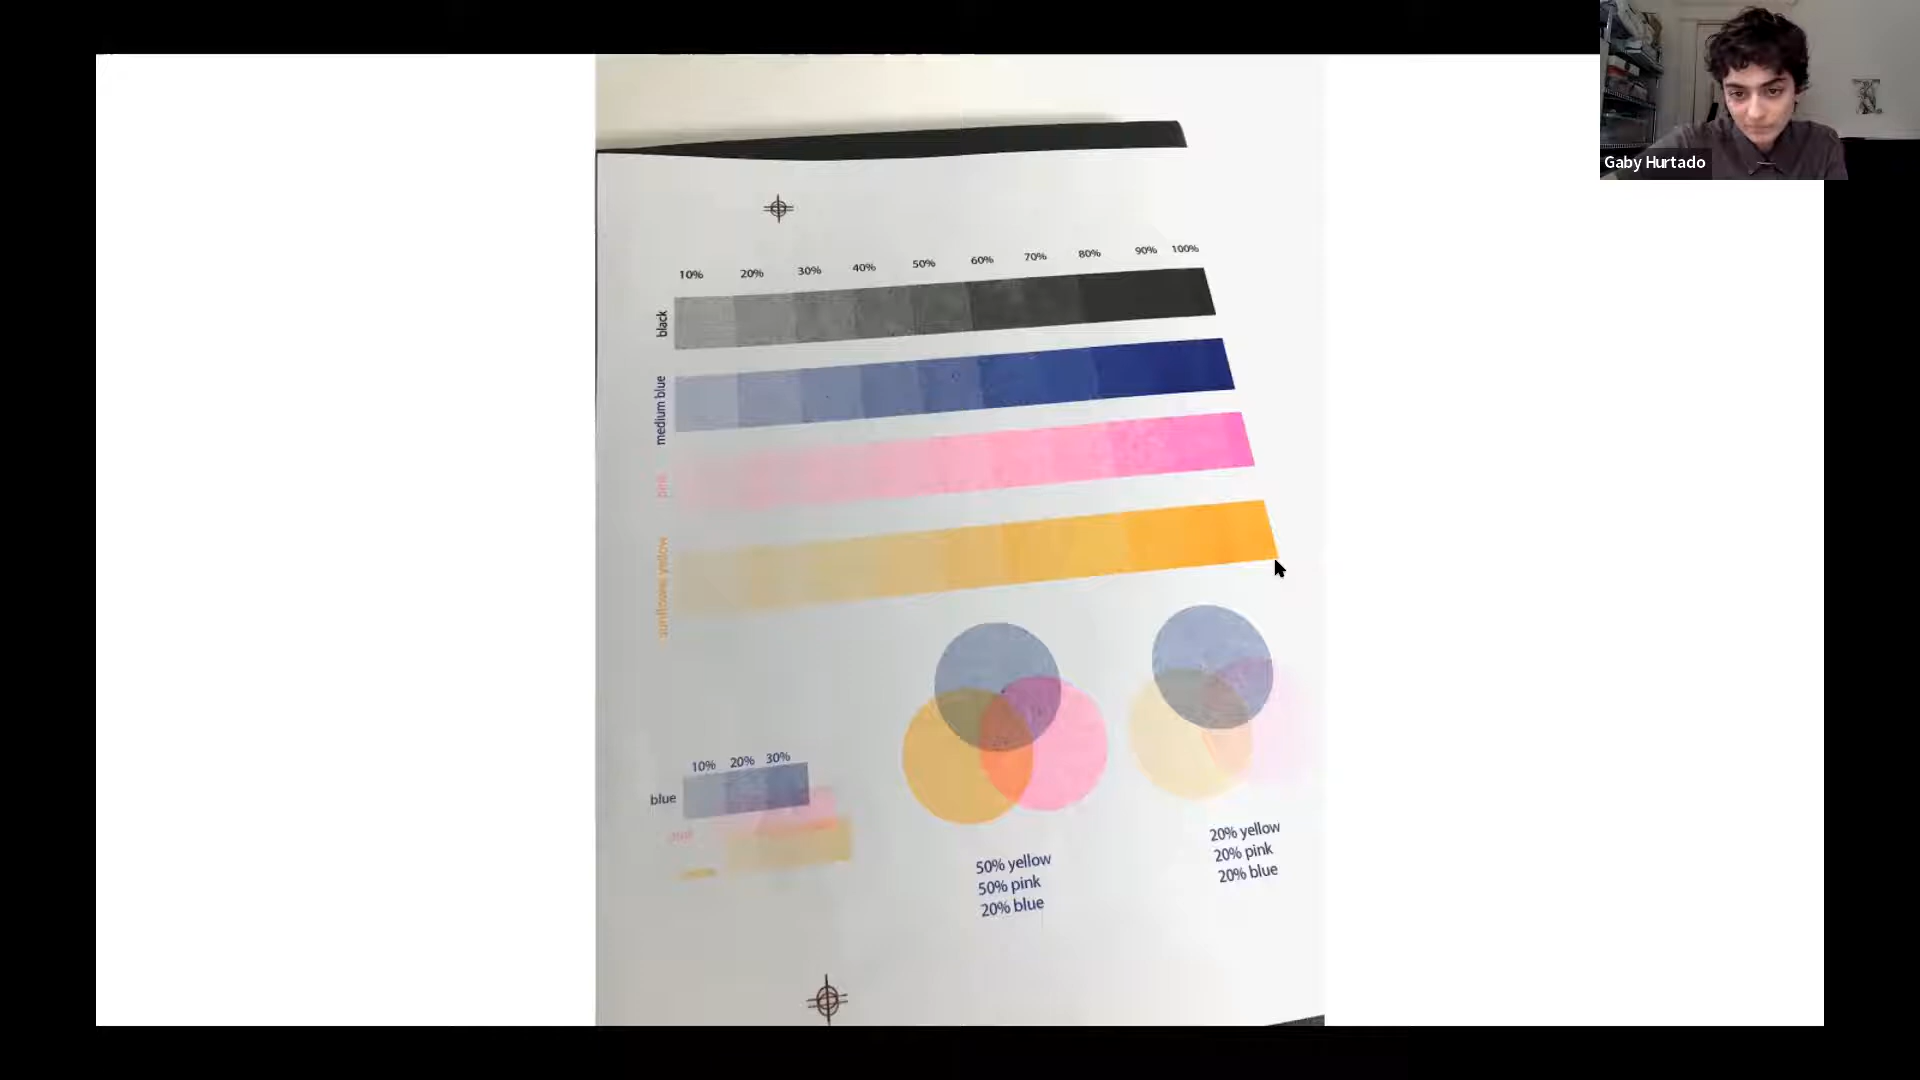 Gaby Hurtado
10% 20% 30% 40% 50% 60% 70% 80% 90% 100%
black
medium blue
pink
sunflower yellow
10% 20% 30%
blue
50% yellow
50% pink
20% blue
20% yellow
20% pink
20% blue